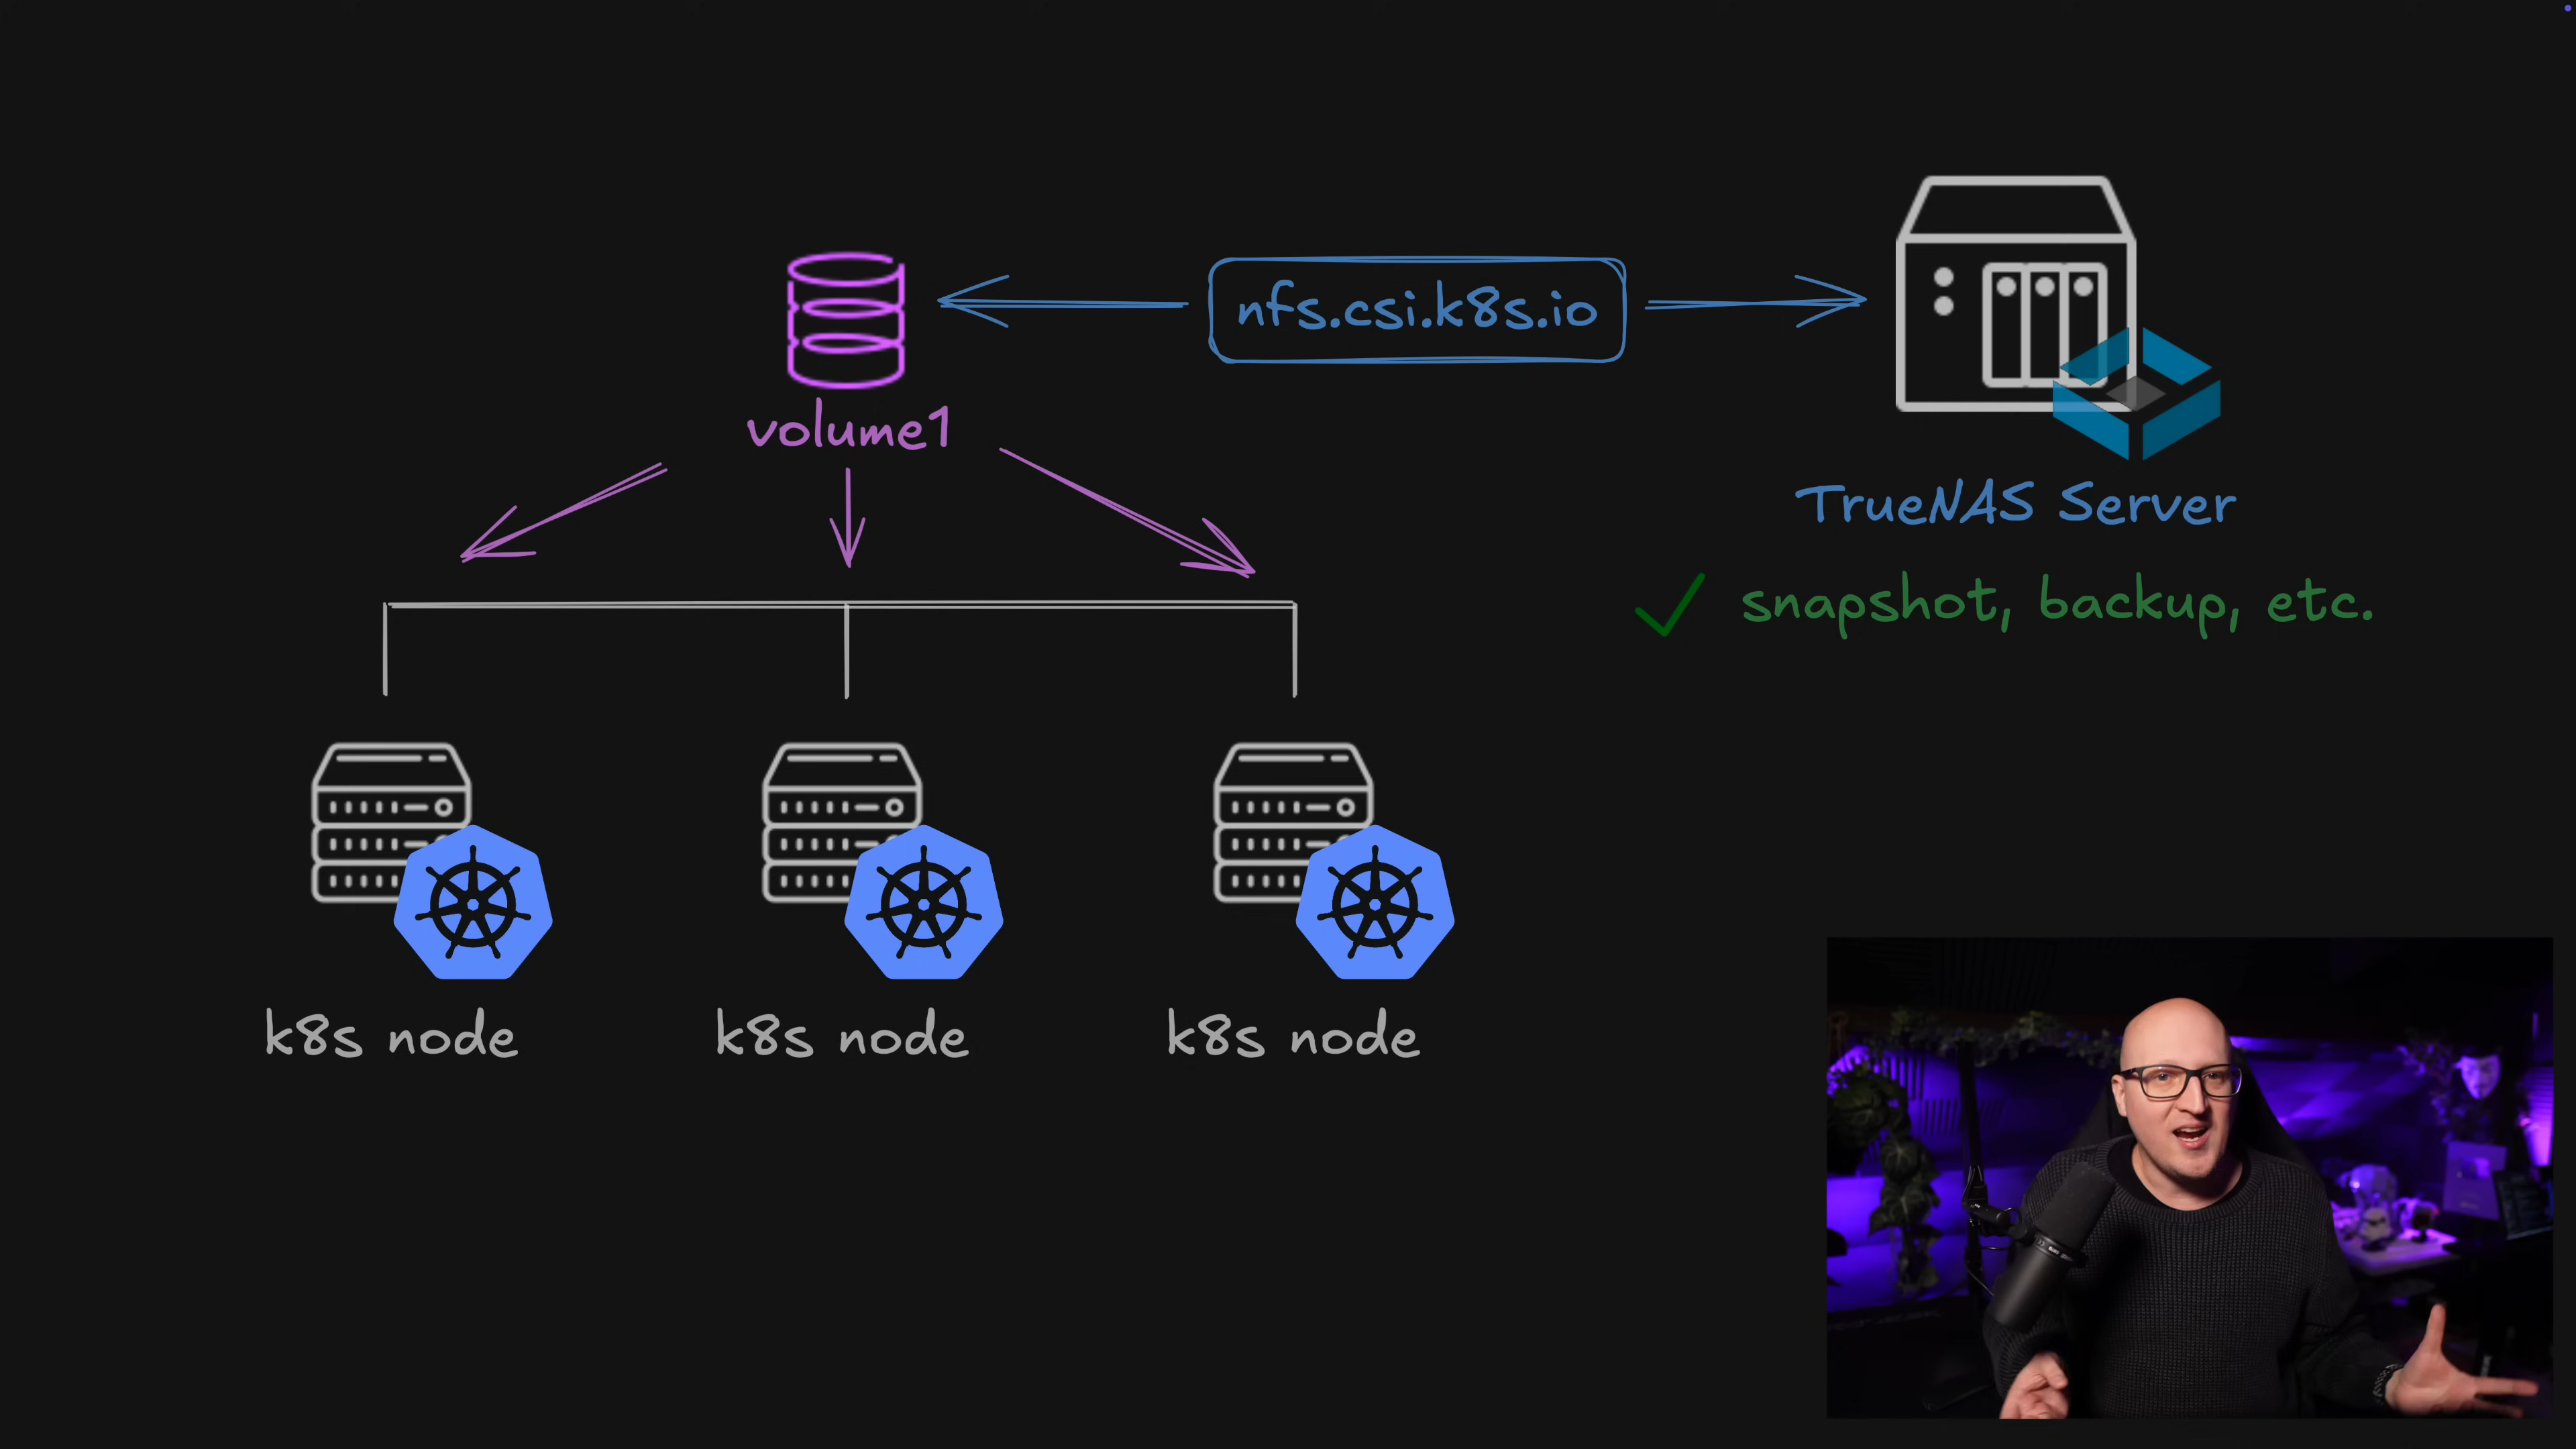 nfs.csi.k8s.io
volume1
TrueNAS Server
snapshot, backup, etc.
k8s node
k8s node
k8s node